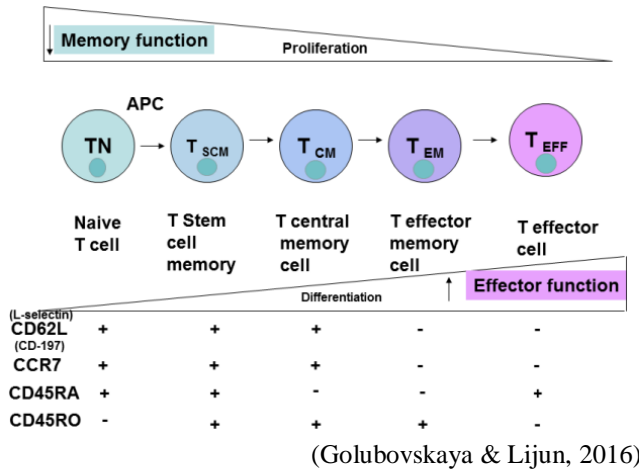 Memory function
Proliferation
APC
TN
T SCM
T CM
T EM
T EFF
Naive
T cell
T Stem
cell
memory
T central
memory
cell
T effector
memory
cell
T effector
cell
Differentiation
Effector function
(L-selectin)
CD62L + + + - -
(CD-197)
CCR7 + + + - -
CD45RA + + - - +
CD45RO - + + + -
(Golubovskaya & Lijun, 2016)